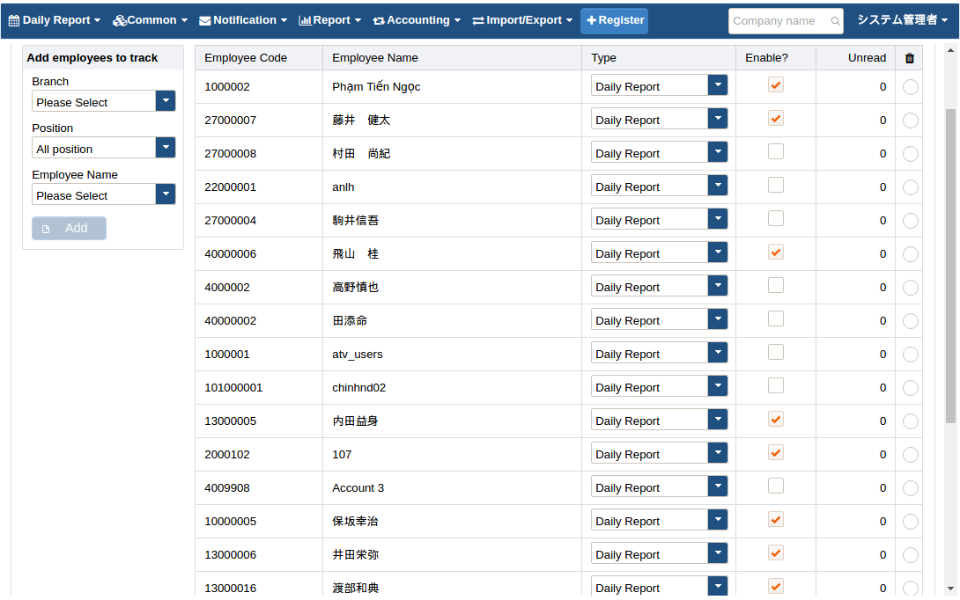 Daily Report Common Notification Report Accounting Import/Export Register Company name システム管理者
Add employees to track
Branch
Please Select
Position
All position
Employee Name
Please Select
Add
Employee Code Employee Name Type Enable? Unread
1000002 Phạm Tiến Ngọc Daily Report 0
27000007 藤井　健太 Daily Report 0
27000008 村田　尚紀 Daily Report 0
22000001 anlh Daily Report 0
27000004 駒井信吾 Daily Report 0
40000006 飛山　桂 Daily Report 0
4000002 高野慎也 Daily Report 0
40000002 田添命 Daily Report 0
1000001 atv_users Daily Report 0
101000001 chinhnd02 Daily Report 0
13000005 内田益身 Daily Report 0
2000102 107 Daily Report 0
4009908 Account 3 Daily Report 0
10000005 保坂幸治 Daily Report 0
13000006 井田栄弥 Daily Report 0
13000016 渡部和典 Daily Report 0